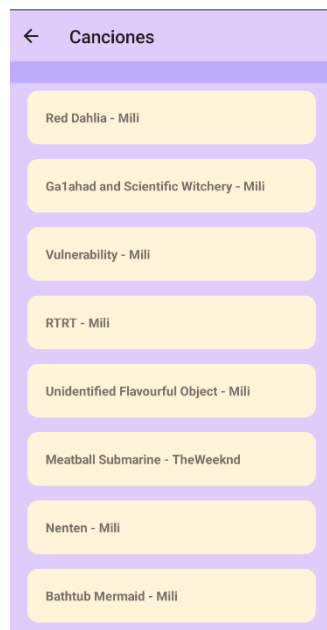 Canciones
Red Dahlia - Mili
Ga1ahad and Scientific Witchery - Mili
Vulnerability - Mili
RTRT - Mili
Unidentified Flavourful Object - Mili
Meatball Submarine - TheWeeknd
Nenten - Mili
Bathtub Mermaid - Mili